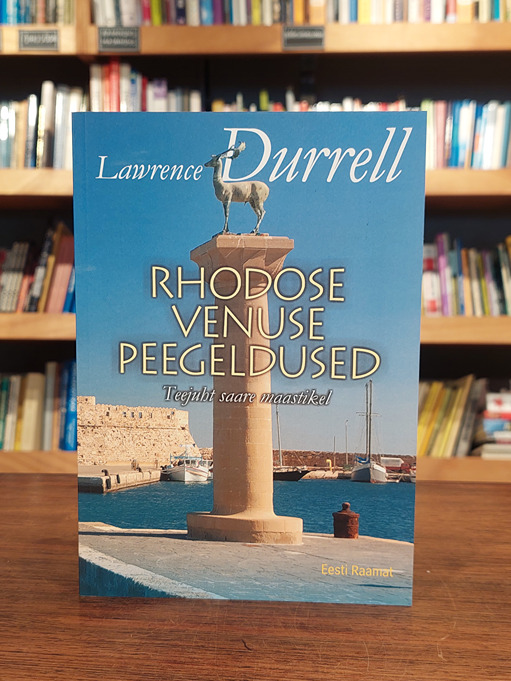 Lawrence Durrell
RHODOSE
VENUSE
PEEGELDUSED
Teejuht saare maastikel
Eesti Raamat